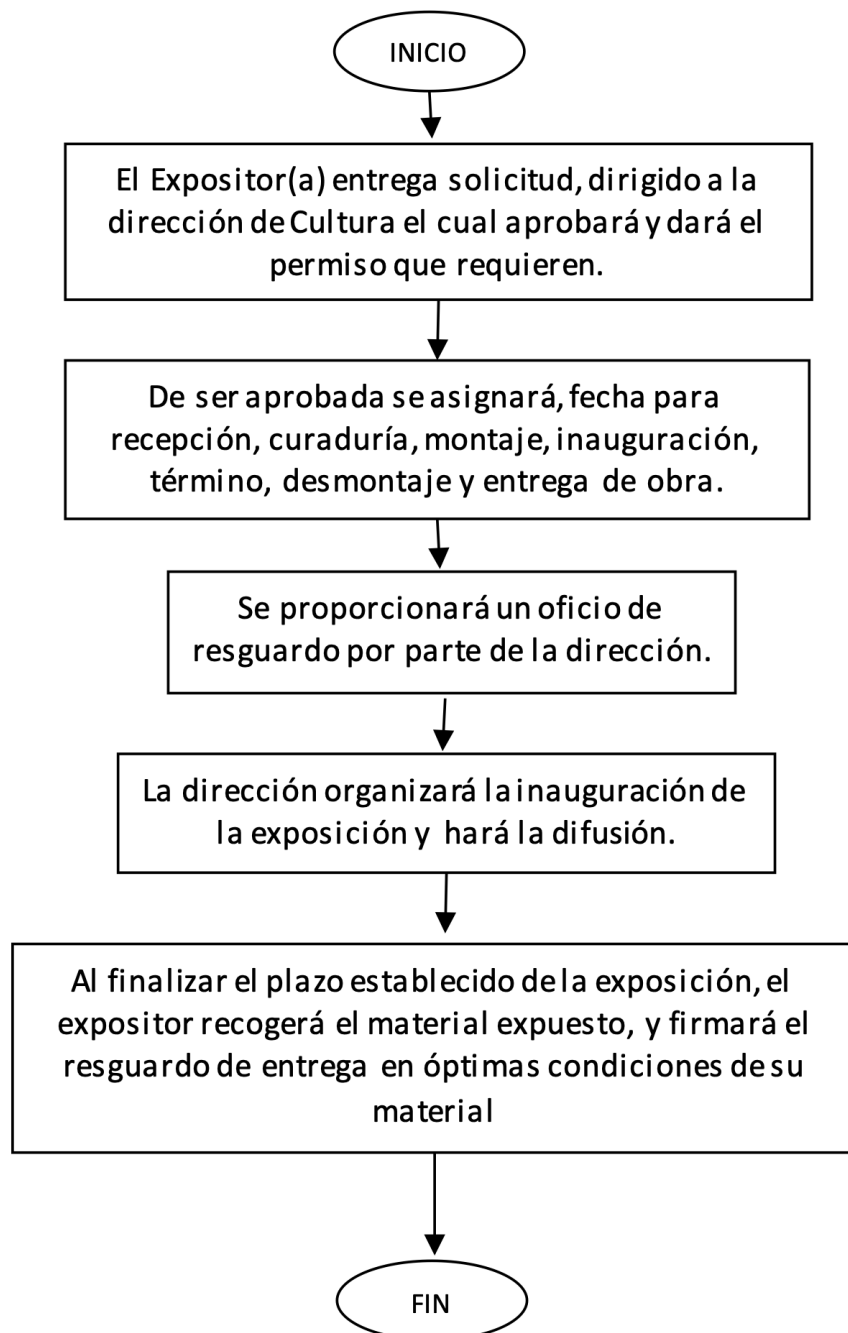 INICIO
El Expositor(a) entrega solicitud, dirigido a la
dirección de Cultura el cual aprobará y dará el
permiso que requieren.
De ser aprobada se asignará, fecha para
recepción, curaduría, montaje, inauguración,
término, desmontaje y entrega de obra.
Se proporcionará un oficio de
resguardo por parte de la dirección.
La dirección organizará la inauguración de
la exposición y hará la difusión.
Al finalizar el plazo establecido de la exposición, el
expositor recogerá el material expuesto, y firmará el
resguardo de entrega en óptimas condiciones de su
material
FIN